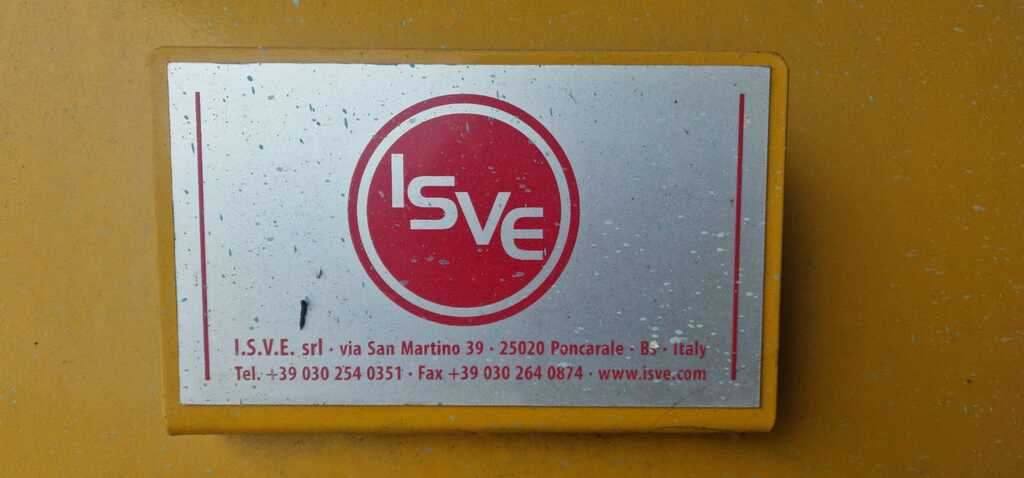 ISVE
I.S.V.E. srl · via San Martino 39 · 25020 Poncarale · Bs · Italy
Tel. +39 030 254 0351 · Fax +39 030 264 0874 · www.isve.com